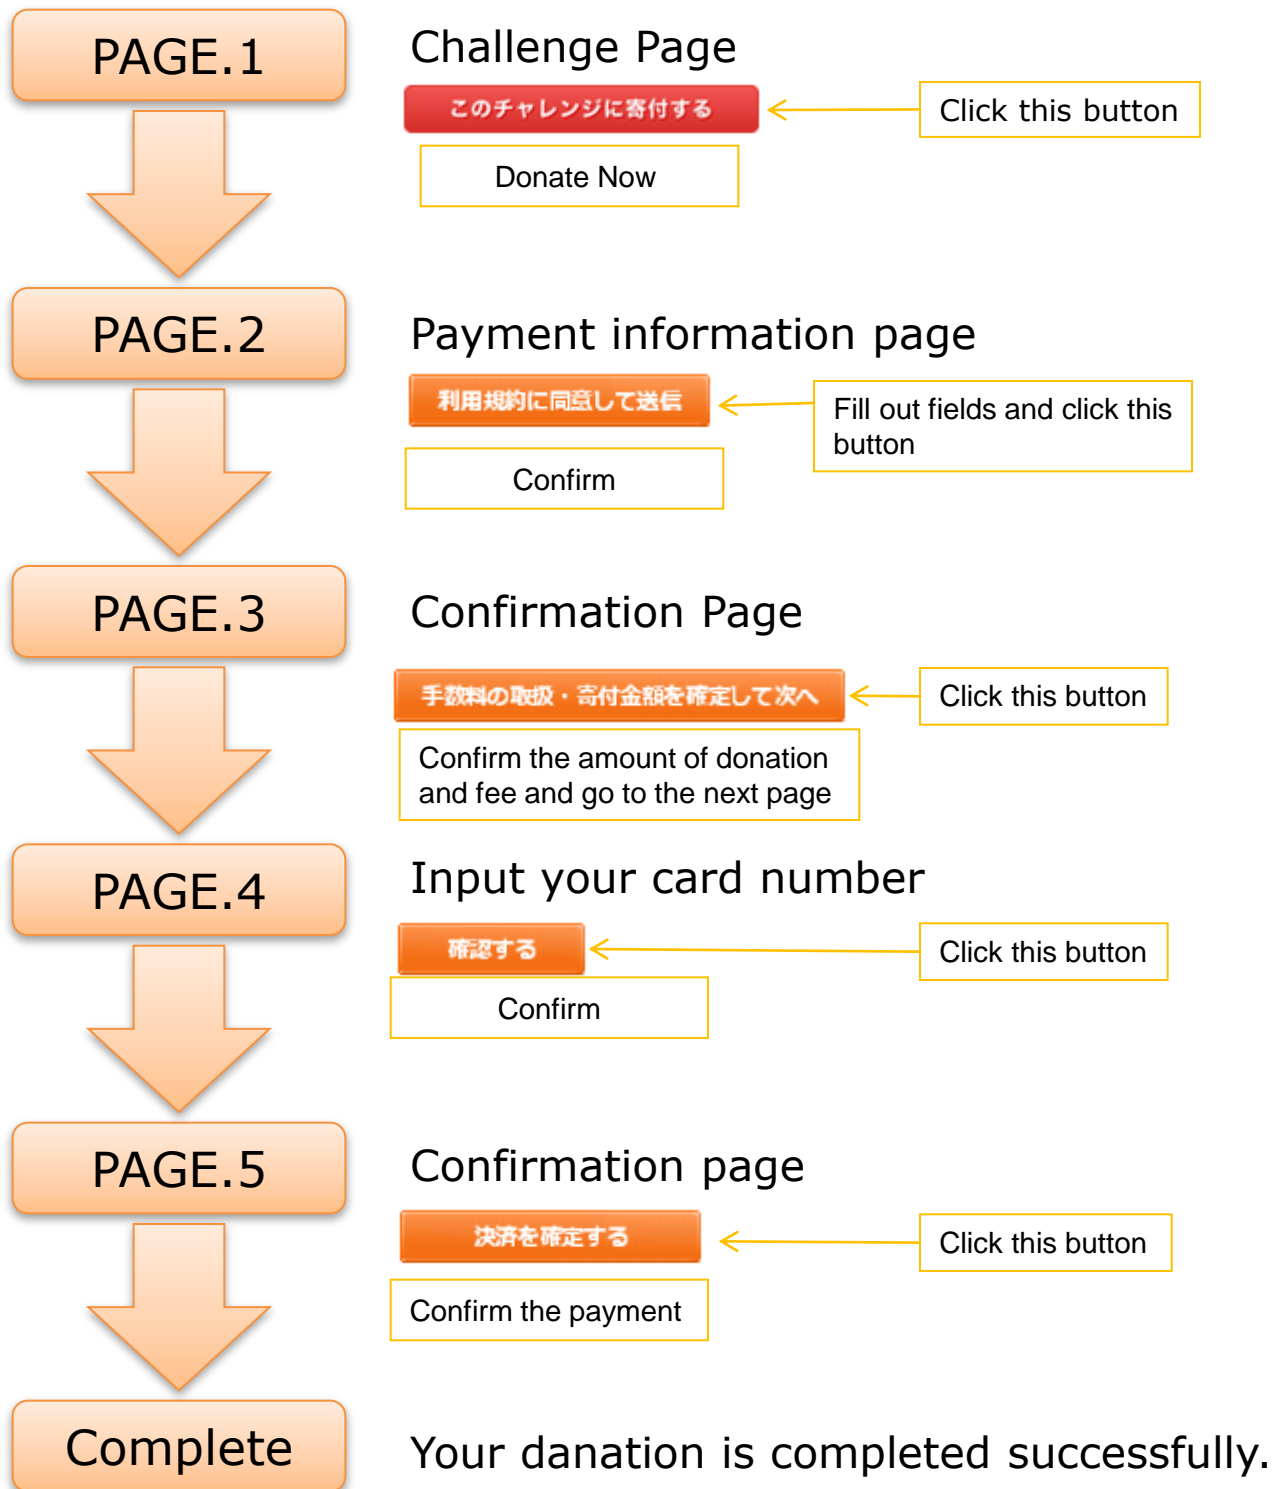 PAGE.1
Challenge Page
このチャレンジに寄付する
Click this button
Donate Now
PAGE.2
Payment information page
利用規約に同意して送信
Fill out fields and click this
button
Confirm
PAGE.3
Confirmation Page
手数料の取扱・寄付金額を確定して次へ
Click this button
Confirm the amount of donation
and fee and go to the next page
PAGE.4
Input your card number
確認する
Click this button
Confirm
PAGE.5
Confirmation page
決済を確定する
Click this button
Confirm the payment
Complete
Your danation is completed successfully.